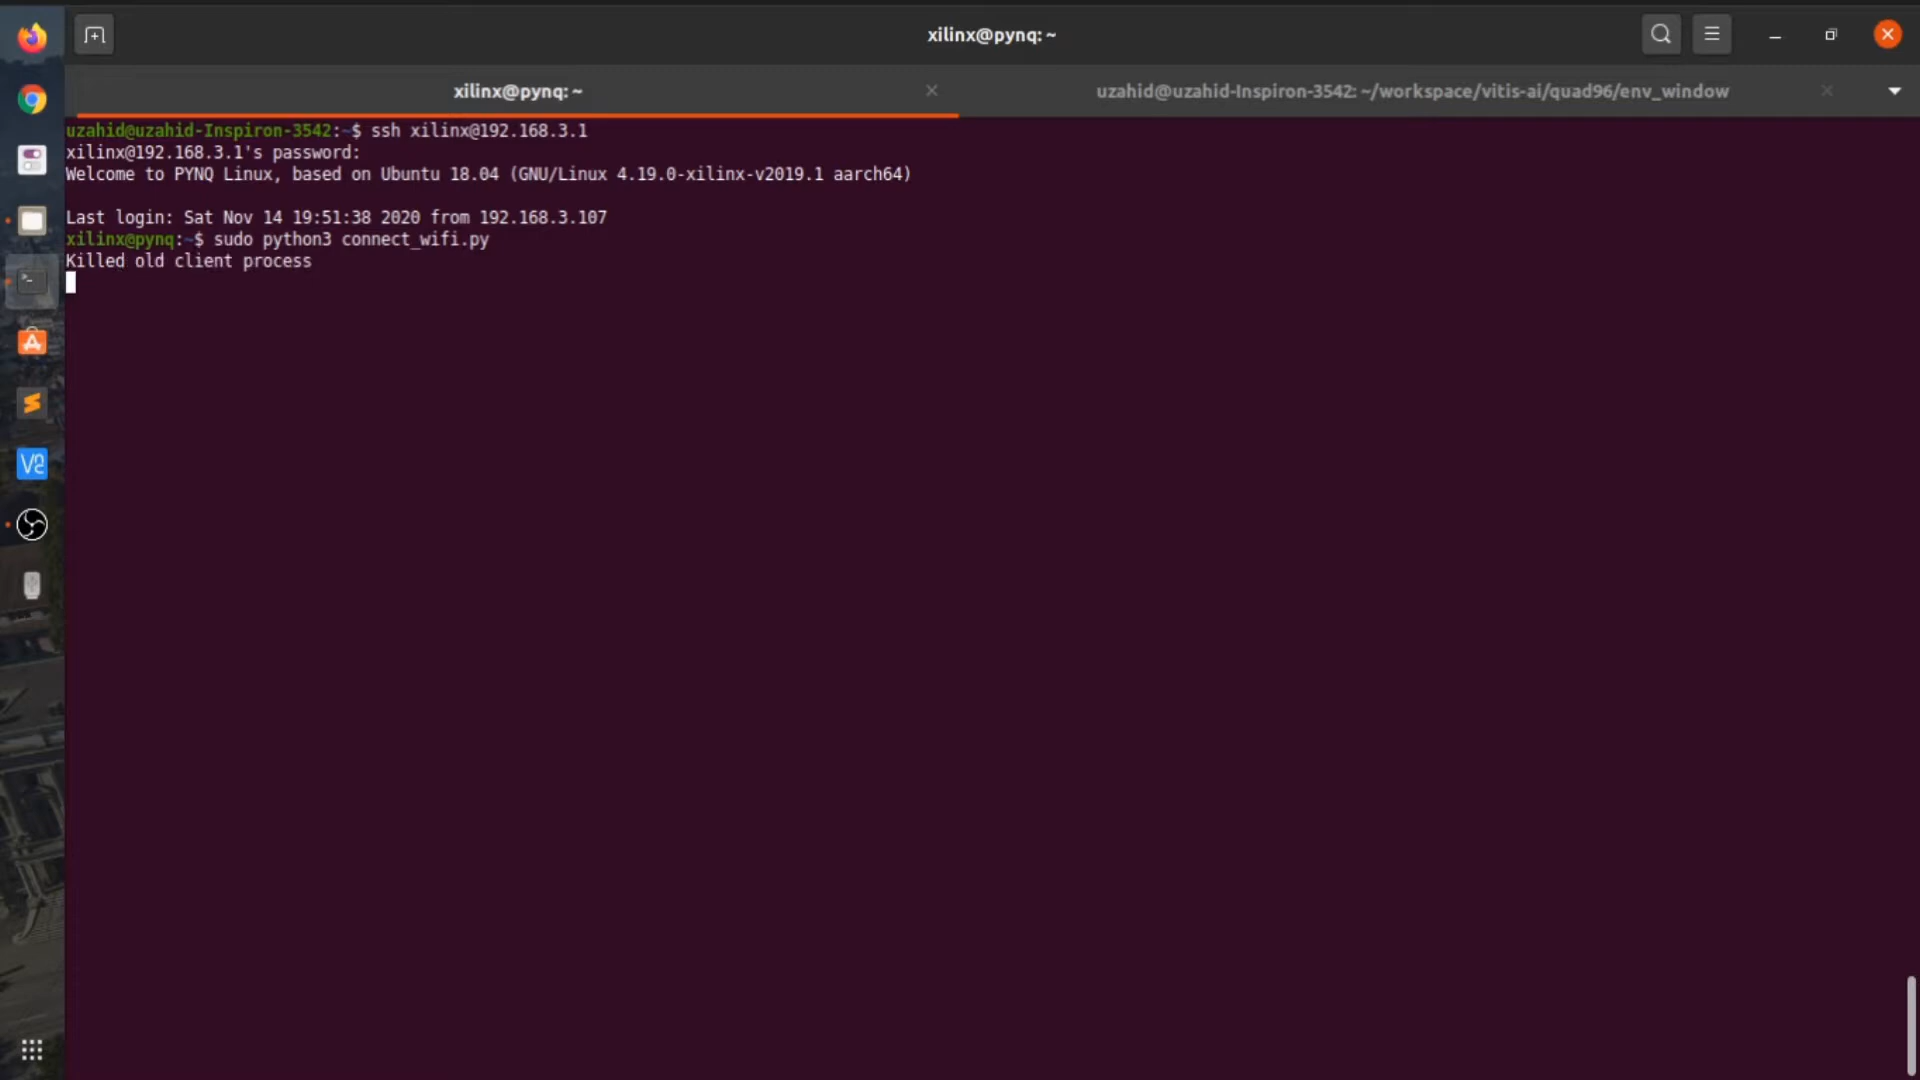 xilinx@pynq: ~
xilinx@pynq: ~
uzahid@uzahid-Inspiron-3542: ~/workspace/vitis-ai/quad96/env_window
uzahid@uzahid-Inspiron-3542:~$ ssh xilinx@192.168.3.1
xilinx@192.168.3.1's password:
Welcome to PYNQ Linux, based on Ubuntu 18.04 (GNU/Linux 4.19.0-xilinx-v2019.1 aarch64)
Last login: Sat Nov 14 19:51:38 2020 from 192.168.3.107
xilinx@pynq:~$ sudo python3 connect_wifi.py
Killed old client process